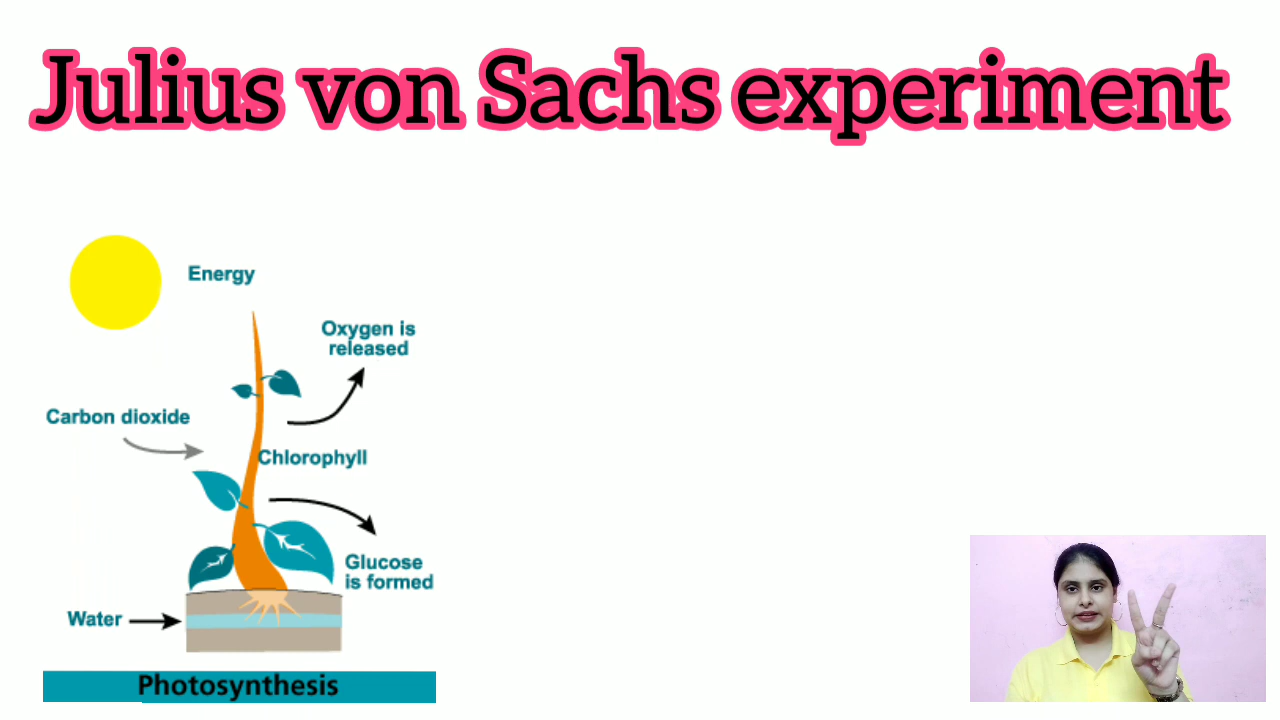 Julius von Sachs experiment
Energy
Oxygen is
released
Carbon dioxide
Chlorophyll
Glucose
is formed
Water
Photosynthesis